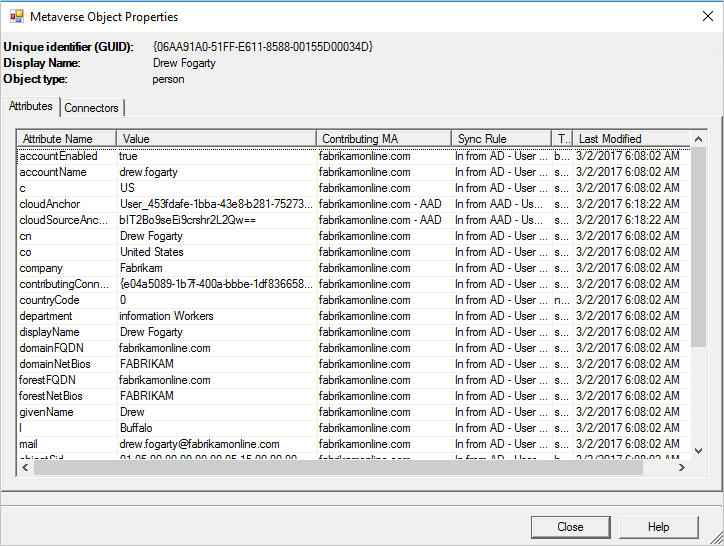 Metaverse Object Properties
Unique identifier (GUID): {06AA91A0-51FF-E611-8588-00155D00034D}
Display Name: Drew Fogarty
Object type: person
Attributes Connectors
Attribute Name Value Contributing MA Sync Rule T.. Last Modified
accountEnabled true fabrikamonline.com In from AD - User ... b... 3/2/2017 6:08:02 AM
accountName drew.fogarty fabrikamonline.com In from AD - User ... s... 3/2/2017 6:08:02 AM
c US fabrikamonline.com In from AD - User ... s... 3/2/2017 6:08:02 AM
cloudAnchor User_453fdafe-1bba-43e8-b281-75273... fabrikamonline.com - AAD In from AAD - Us... s... 3/2/2017 6:18:22 AM
cloudSourceAnc... bIT2Bo9seEi9crshr2L2Qw== fabrikamonline.com - AAD In from AAD - Us... s... 3/2/2017 6:18:22 AM
cn Drew Fogarty fabrikamonline.com In from AD - User ... s... 3/2/2017 6:08:02 AM
co United States fabrikamonline.com In from AD - User ... s... 3/2/2017 6:08:02 AM
company Fabrikam fabrikamonline.com In from AD - User ... s... 3/2/2017 6:08:02 AM
contributingConn... {e04a5089-1b7f-400a-bbbe-1df836658... fabrikamonline.com In from AD - User ... s... 3/2/2017 6:08:02 AM
countryCode 0 fabrikamonline.com In from AD - User ... n... 3/2/2017 6:08:02 AM
department information Workers fabrikamonline.com In from AD - User ... s... 3/2/2017 6:08:02 AM
displayName Drew Fogarty fabrikamonline.com In from AD - User ... s... 3/2/2017 6:08:02 AM
domainFQDN fabrikamonline.com fabrikamonline.com In from AD - User ... s... 3/2/2017 6:08:02 AM
domainNetBios FABRIKAM fabrikamonline.com In from AD - User ... s... 3/2/2017 6:08:02 AM
forestFQDN fabrikamonline.com fabrikamonline.com In from AD - User ... s... 3/2/2017 6:08:02 AM
forestNetBios FABRIKAM fabrikamonline.com In from AD - User ... s... 3/2/2017 6:08:02 AM
givenName Drew fabrikamonline.com In from AD - User ... s... 3/2/2017 6:08:02 AM
l Buffalo fabrikamonline.com In from AD - User ... s... 3/2/2017 6:08:02 AM
mail drew.fogarty@fabrikamonline.com fabrikamonline.com In from AD - User ... s... 3/2/2017 6:08:02 AM
objectSid 01 05 00 00 00 00 00 05 15 00 00 00 fabrikamonline.com In from AD - User ... b... 3/2/2017 6:08:02 AM
Close Help